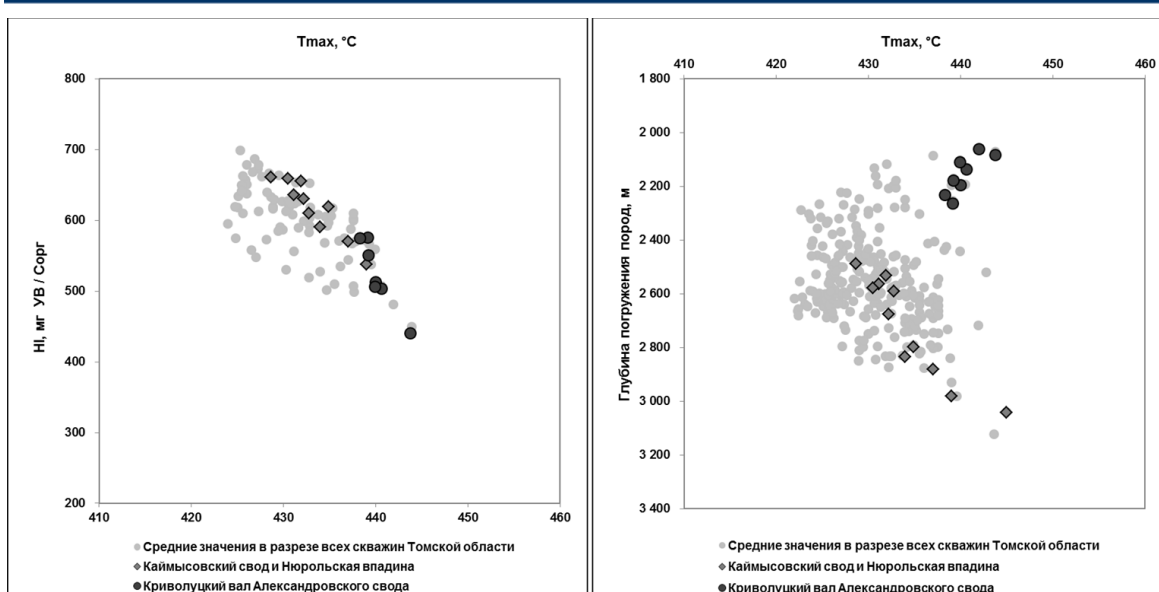 Tmax, °C
800
700
600
500
400
300
200
HI, мг УВ / Сорг
410 420 430 440 450 460
Средние значения в разрезе всех скважин Томской области
Каймысовский свод и Нюрольская впадина
Криволуцкий вал Александровского свода
Tmax, °C
410 420 430 440 450 460
1 800
2 000
2 200
2 400
2 600
2 800
3 000
3 200
3 400
Глубина погружения пород, м
Средние значения в разрезе всех скважин Томской области
Каймысовский свод и Нюрольская впадина
Криволуцкий вал Александровского свода